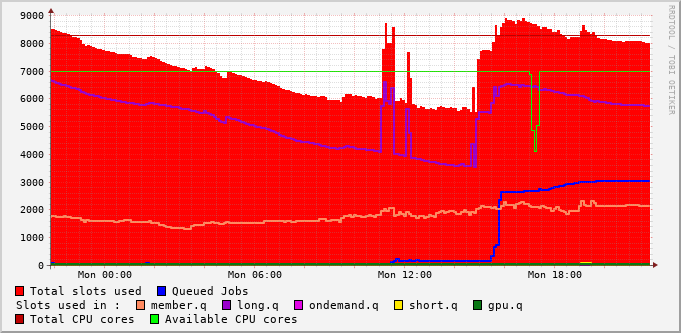 9000
8000
7000
6000
5000
4000
3000
2000
1000
0
Mon 00:00 Mon 06:00 Mon 12:00 Mon 18:00
RRDTOOL / TOBI OETIKER
Total slots used Queued Jobs
Slots used in : member.q long.q ondemand.q short.q gpu.q
Total CPU cores Available CPU cores